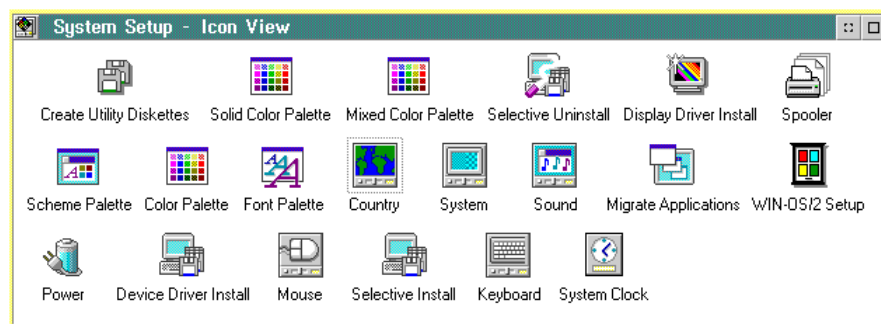 System Setup - Icon View
Create Utility Diskettes Solid Color Palette Mixed Color Palette Selective Uninstall Display Driver Install Spooler
Scheme Palette Color Palette Font Palette Country System Sound Migrate Applications WIN-OS/2 Setup
Power Device Driver Install Mouse Selective Install Keyboard System Clock